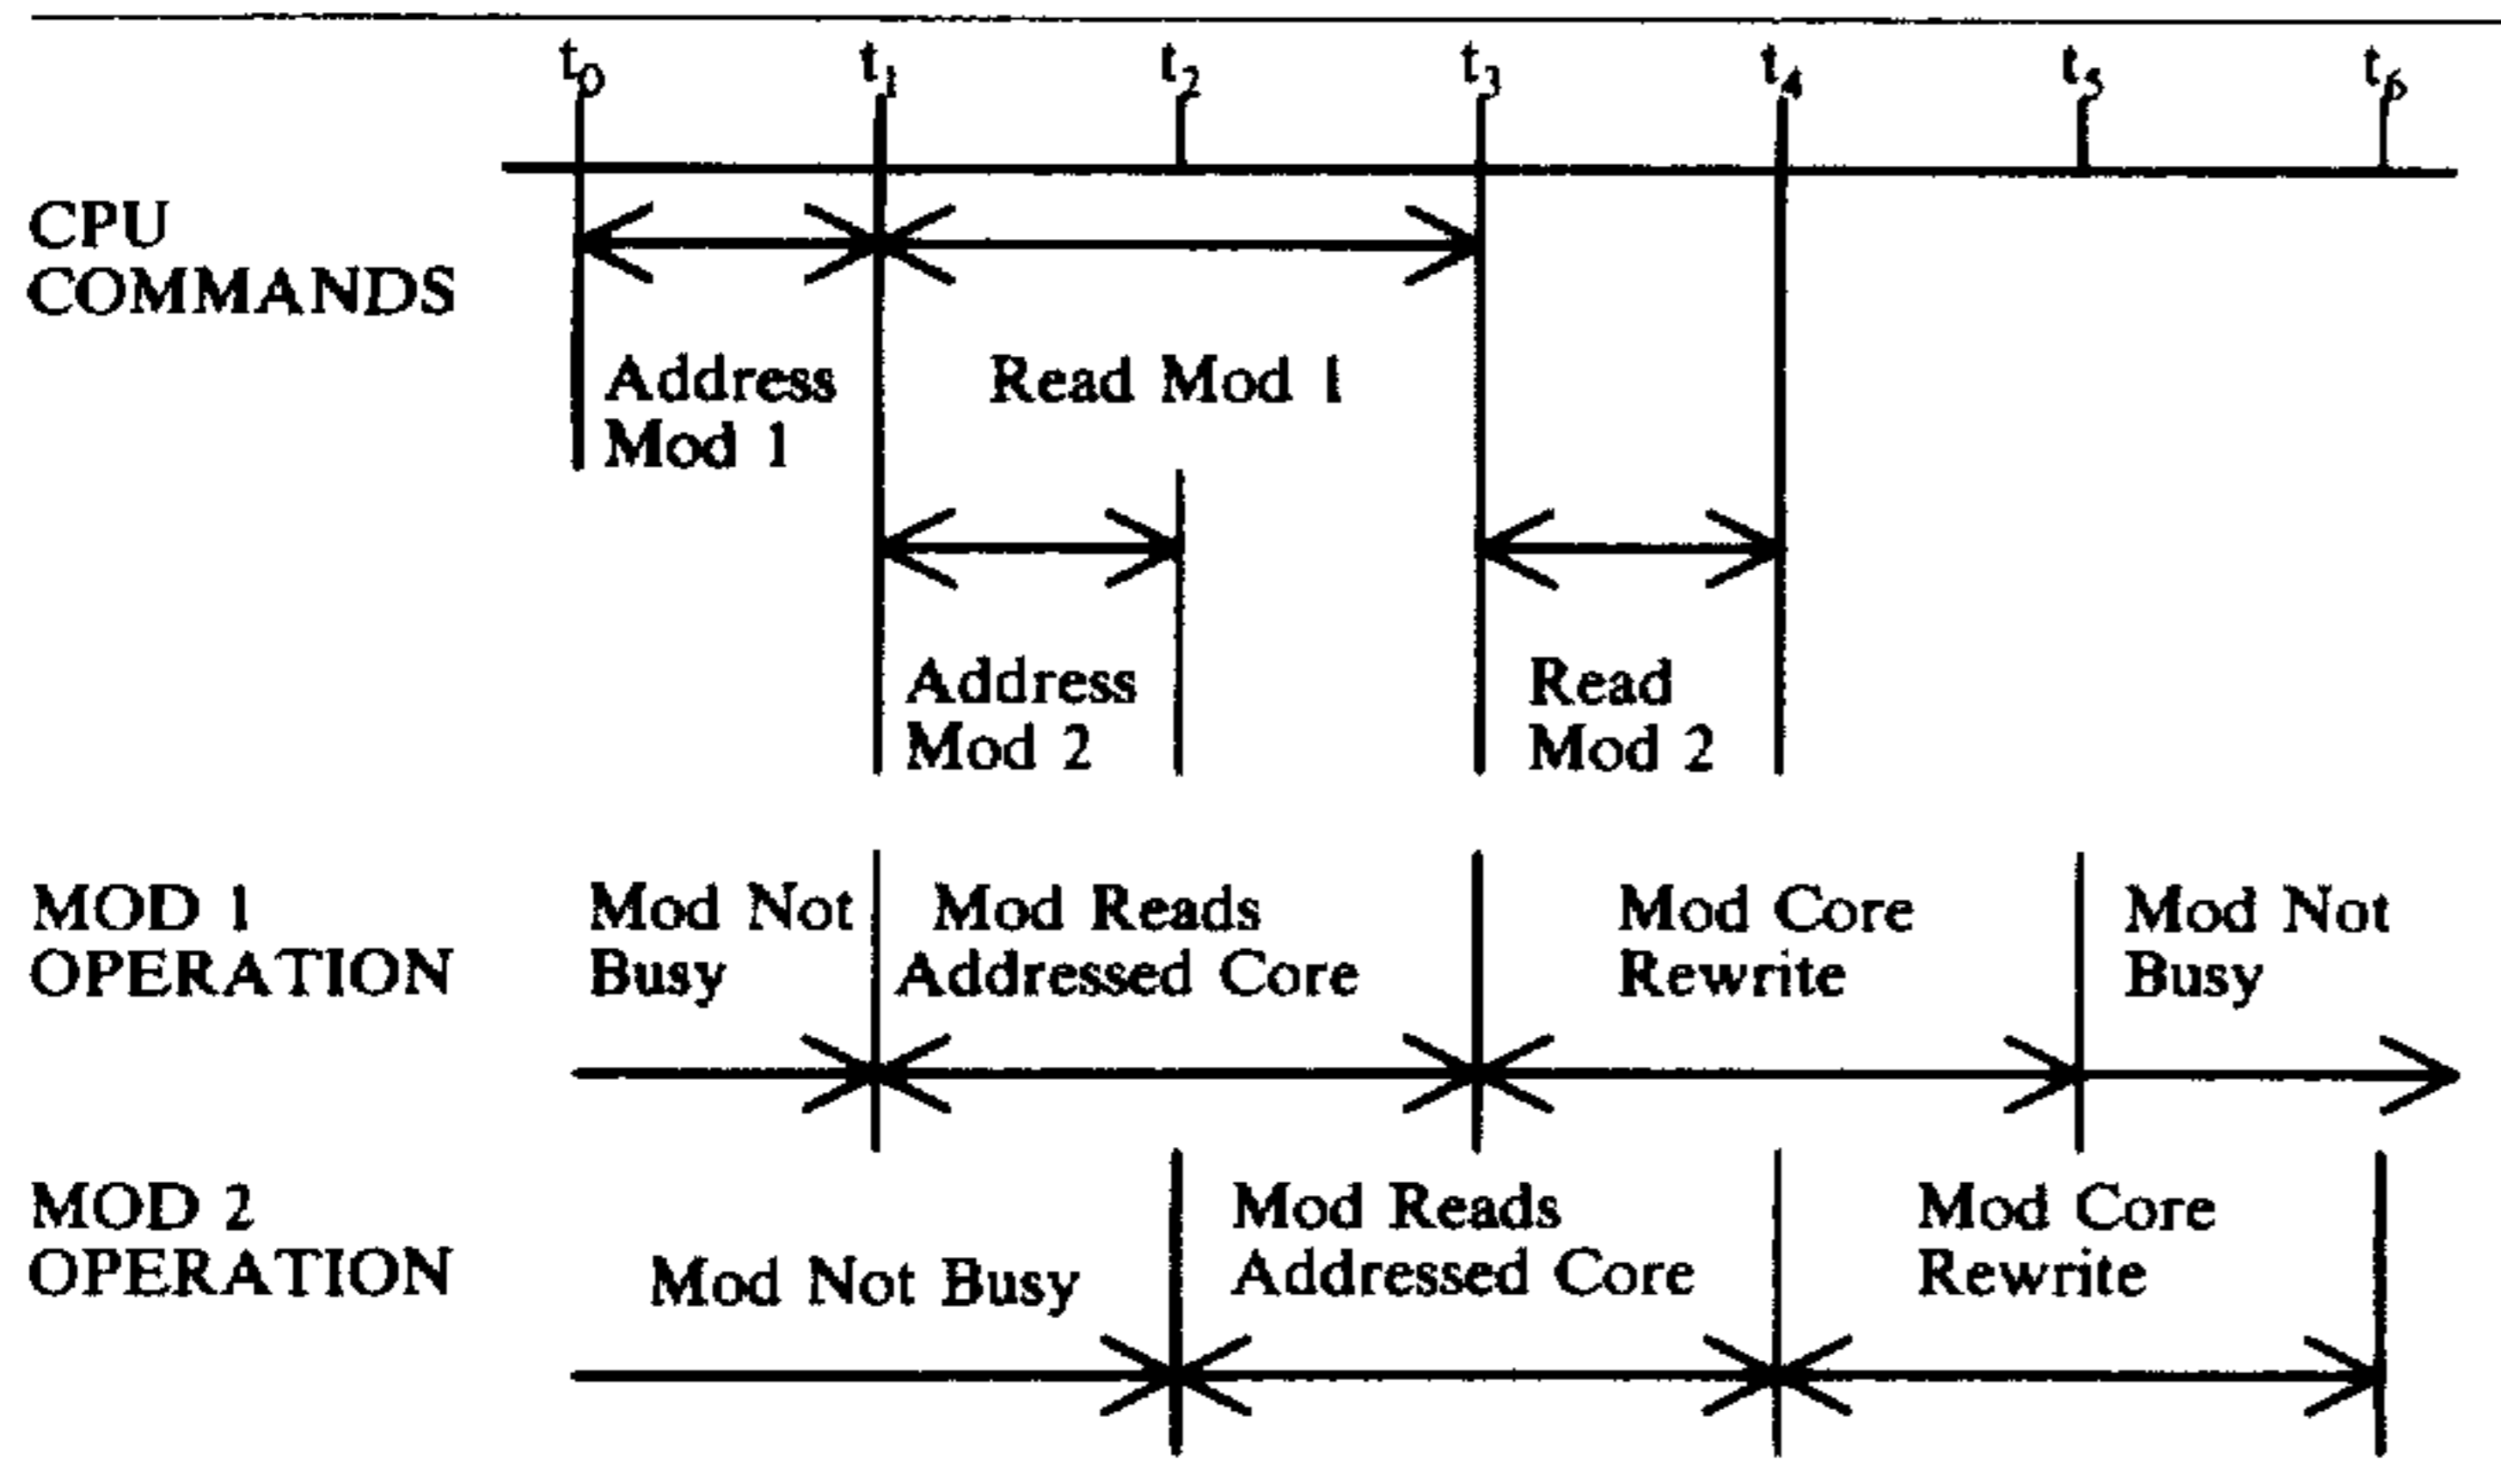 t0 t1 t2 t3 t4 t5 t6
CPU
COMMANDS
Address
Mod 1
Read Mod 1
Address
Mod 2
Read
Mod 2
MOD 1
OPERATION
Mod Not
Busy
Mod Reads
Addressed Core
Mod Core
Rewrite
Mod Not
Busy
MOD 2
OPERATION
Mod Not Busy
Mod Reads
Addressed Core
Mod Core
Rewrite